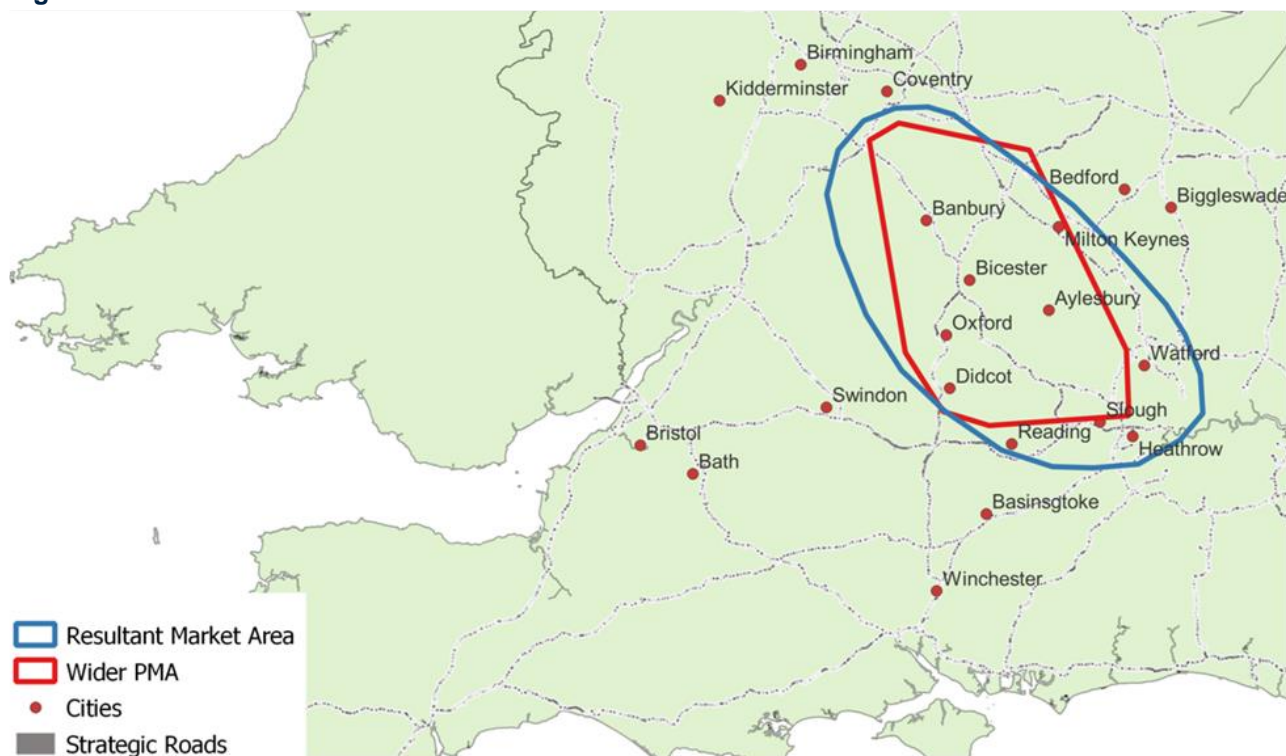 Birmingham
Coventry
Kidderminster
Bedford
Biggleswade
Banbury
Milton Keynes
Bicester
Aylesbury
Oxford
Watford
Didcot
Swindon
Slough
Bristol
Reading
Heathrow
Bath
Basinsgtoke
Winchester
Resultant Market Area
Wider PMA
Cities
Strategic Roads